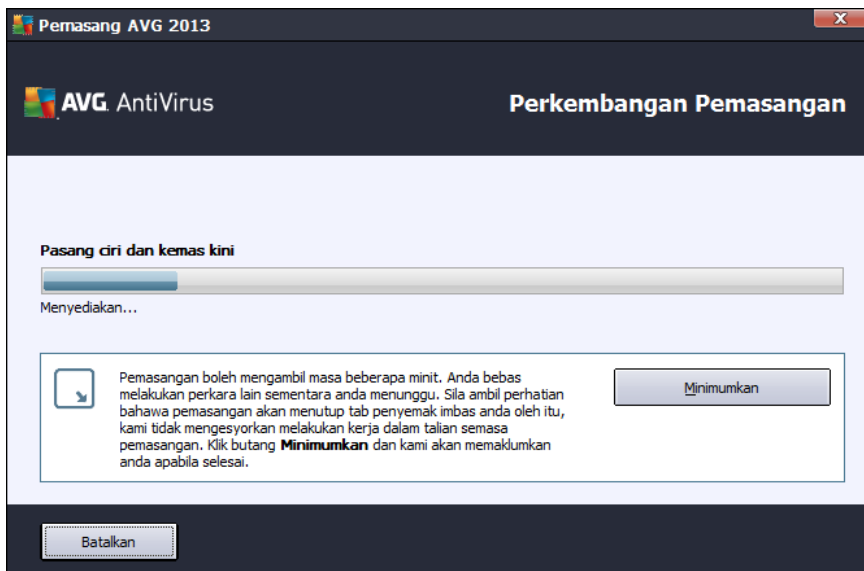 Pemasang AVG 2013
X
AVG. AntiVirus
Perkembangan Pemasangan
Pasang ciri dan kemas kini
Menyediakan...
Pemasangan boleh mengambil masa beberapa minit. Anda bebas
melakukan perkara lain sementara anda menunggu. Sila ambil perhatian
bahawa pemasangan akan menutup tab penyemak imbas anda oleh itu,
kami tidak mengesyorkan melakukan kerja dalam talian semasa
pemasangan. Klik butang Minimumkan dan kami akan memaklumkan
anda apabila selesai.
Minimumkan
Batalkan